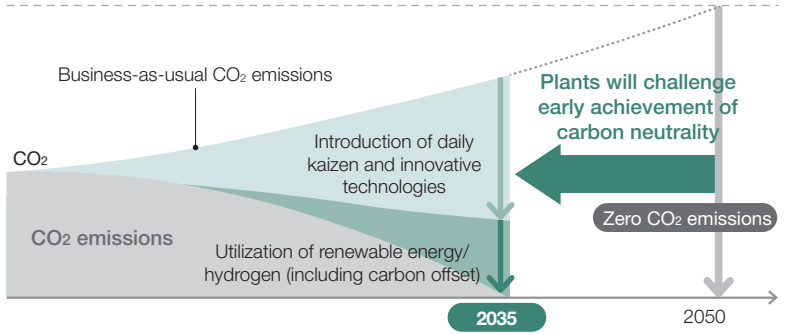 Business-as-usual CO₂ emissions
Plants will challenge
early achievement of
carbon neutrality
Introduction of daily
kaizen and innovative
technologies
CO₂
Zero CO₂ emissions
CO₂ emissions
Utilization of renewable energy/
hydrogen (including carbon offset)
2035
2050